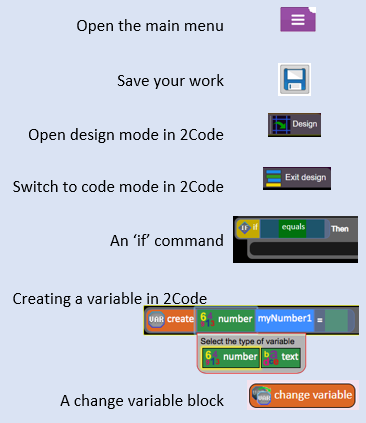 Open the main menu
Save your work
Open design mode in 2Code
Design
Switch to code mode in 2Code
Exit design
An ‘if’ command
IF if equals Then
Creating a variable in 2Code
VAR create number myNumber1 =
Select the type of variable
number text
A change variable block
change variable